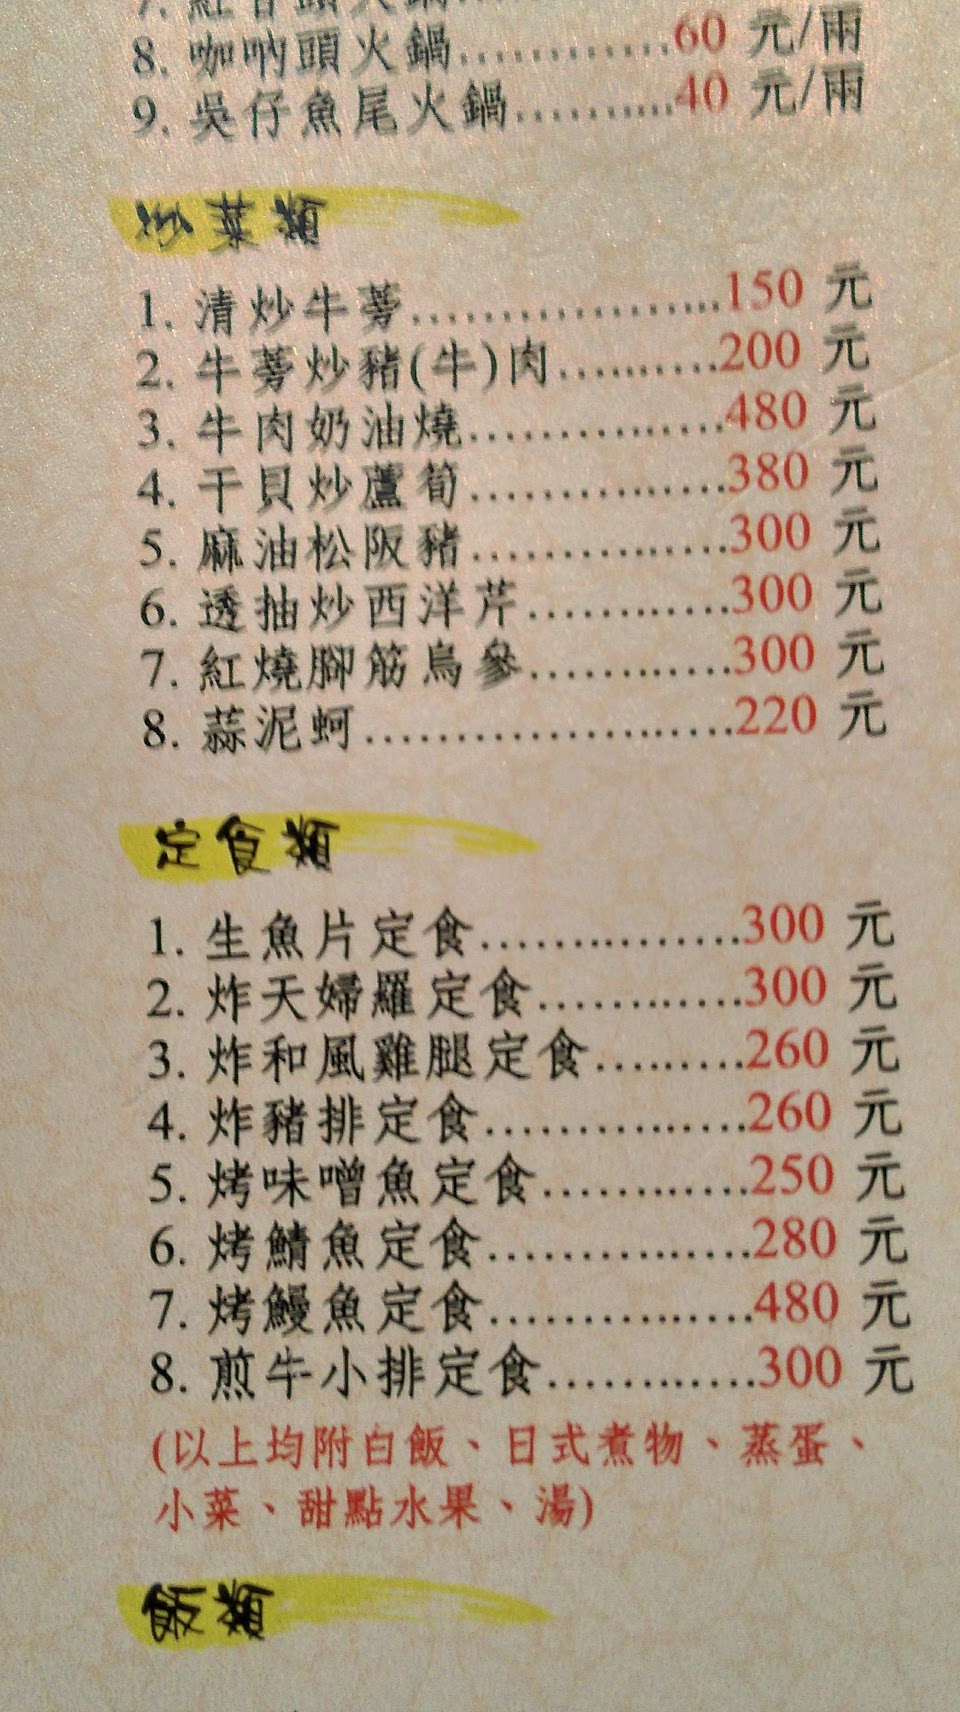 8. 咖吶頭火鍋............60 元/兩
9. 吳仔魚尾火鍋..........40 元/兩
炒菜類
1. 清炒牛蒡....................150 元
2. 牛蒡炒豬(牛)肉..........200 元
3. 牛肉奶油燒................480 元
4. 干貝炒蘆筍................380 元
5. 麻油松阪豬................300 元
6. 透抽炒西洋芹.............300 元
7. 紅燒腳筋烏參.............300 元
8. 蒜泥蚵.......................220 元
定食類
1. 生魚片定食................300 元
2. 炸天婦羅定食.............300 元
3. 炸和風雞腿定食..........260 元
4. 炸豬排定食................260 元
5. 烤味噌魚定食.............250 元
6. 烤鯖魚定食................280 元
7. 烤鰻魚定食................480 元
8. 煎牛小排定食.............300 元
(以上均附白飯、日式煮物、蒸蛋、
小菜、甜點水果、湯)
飯類